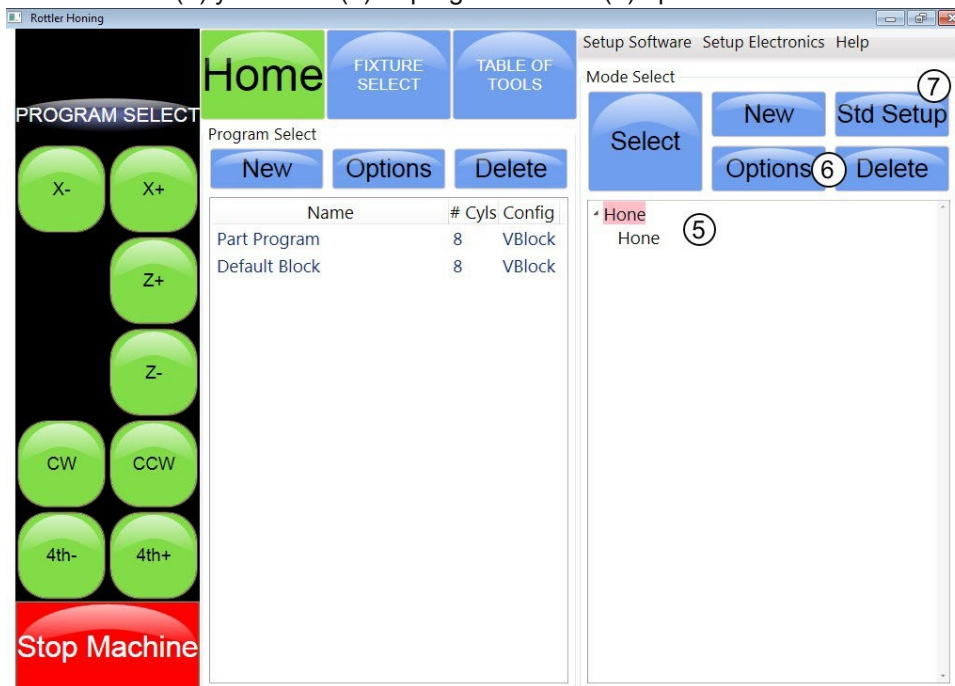 Rottler Honing
PROGRAM SELECT
X-
X+
Z+
Z-
CW
CCW
4th-
4th+
Stop Machine
Home
FIXTURE
SELECT
TABLE OF
TOOLS
Program Select
New Options Delete
Name # Cyls Config
Part Program 8 VBlock
Default Block 8 VBlock
Setup Software Setup Electronics Help
Mode Select
7
Select
New
Std Setup
Options
6
Delete
Hone
Hone
5